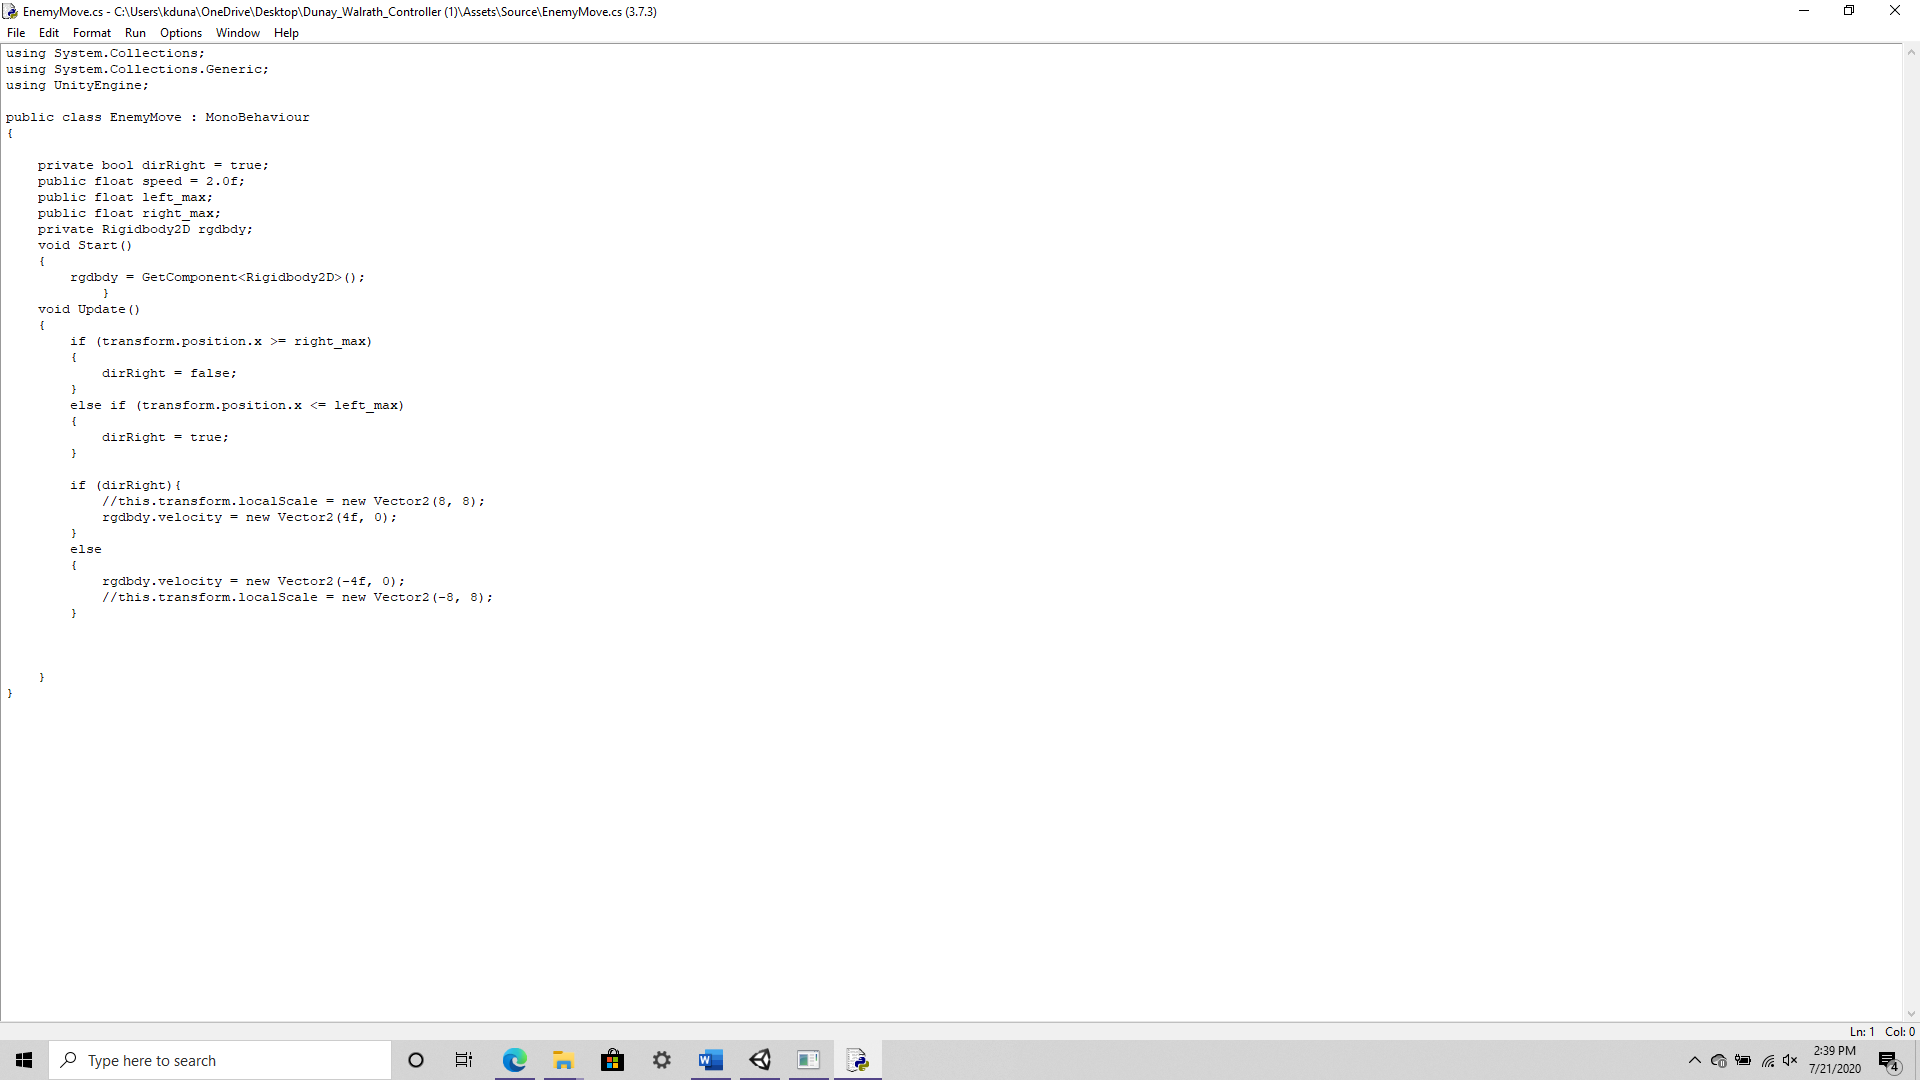 EnemyMove.cs - C:\Users\kduna\OneDrive\Desktop\Dunay_Walrath_Controller (1)\Assets\Source\EnemyMove.cs (3.7.3)
File Edit Format Run Options Window Help
using System.Collections;
using System.Collections.Generic;
using UnityEngine;

public class EnemyMove : MonoBehaviour
{

    private bool dirRight = true;
    public float speed = 2.0f;
    public float left_max;
    public float right_max;
    private Rigidbody2D rgdbdy;
    void Start()
    {
        rgdbdy = GetComponent<Rigidbody2D>();
            }
    void Update()
    {
        if (transform.position.x >= right_max)
        {
            dirRight = false;
        }
        else if (transform.position.x <= left_max)
        {
            dirRight = true;
        }

        if (dirRight){
            //this.transform.localScale = new Vector2(8, 8);
            rgdbdy.velocity = new Vector2(4f, 0);
        }
        else
        {
            rgdbdy.velocity = new Vector2(-4f, 0);
            //this.transform.localScale = new Vector2(-8, 8);
        }



    }
}
Ln: 1 Col: 0
Type here to search
2:39 PM
7/21/2020
4